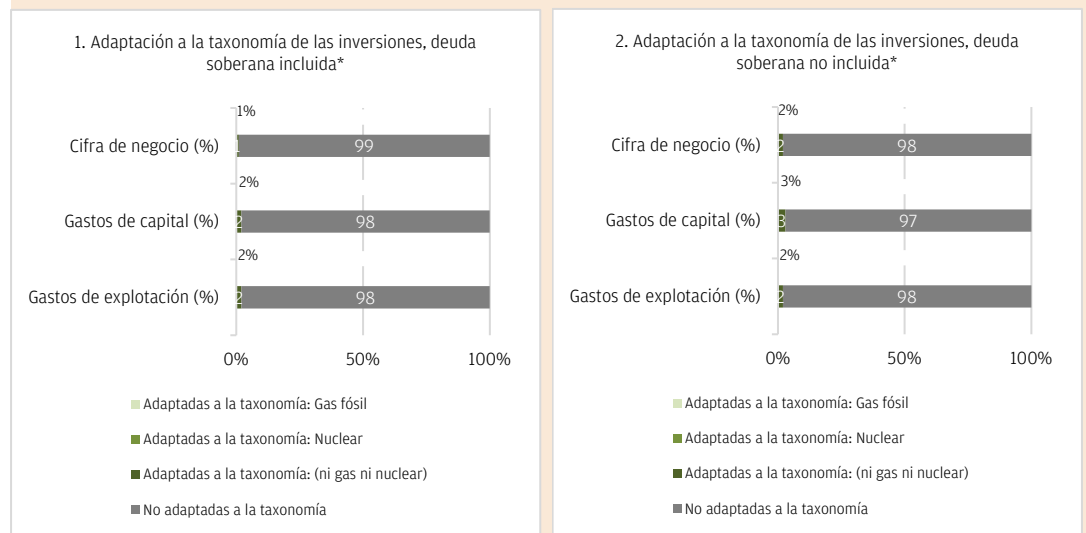 1. Adaptación a la taxonomía de las inversiones, deuda
soberana incluida*
1%
Cifra de negocio (%)
1
99
2%
Gastos de capital (%)
2
98
2%
Gastos de explotación (%)
2
98
0%
50%
100%
Adaptadas a la taxonomía: Gas fósil
Adaptadas a la taxonomía: Nuclear
Adaptadas a la taxonomía: (ni gas ni nuclear)
No adaptadas a la taxonomía
2. Adaptación a la taxonomía de las inversiones, deuda
soberana no incluida*
2%
Cifra de negocio (%)
2
98
3%
Gastos de capital (%)
3
97
2%
Gastos de explotación (%)
2
98
0%
50%
100%
Adaptadas a la taxonomía: Gas fósil
Adaptadas a la taxonomía: Nuclear
Adaptadas a la taxonomía: (ni gas ni nuclear)
No adaptadas a la taxonomía